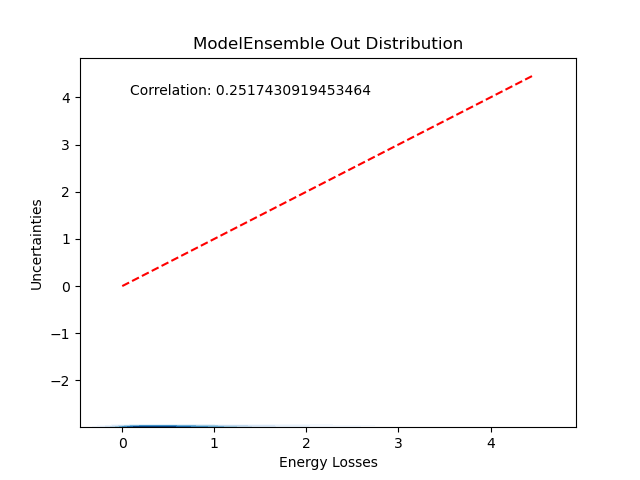 ModelEnsemble Out Distribution
Correlation: 0.2517430919453464
4
3
2
1
0
−1
−2
Uncertainties
0 1 2 3 4
Energy Losses